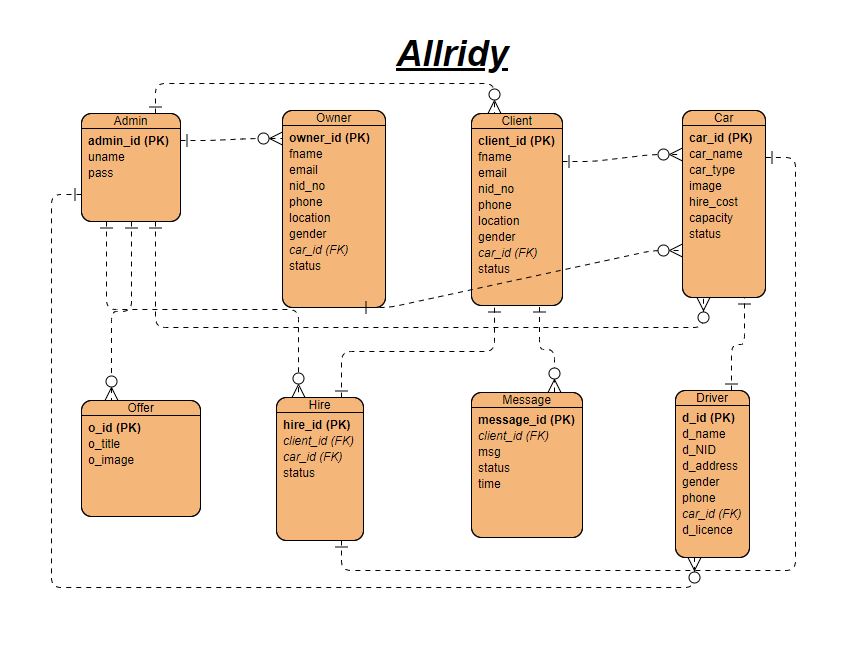 Allridy
Admin
admin_id (PK)
uname
pass
Owner
owner_id (PK)
fname
email
nid_no
phone
location
gender
car_id (FK)
status
Client
client_id (PK)
fname
email
nid_no
phone
location
gender
car_id (FK)
status
Car
car_id (PK)
car_name
car_type
image
hire_cost
capacity
status
Offer
o_id (PK)
o_title
o_image
Hire
hire_id (PK)
client_id (FK)
car_id (FK)
status
Message
message_id (PK)
client_id (FK)
msg
status
time
Driver
d_id (PK)
d_name
d_NID
d_address
gender
phone
car_id (FK)
d_licence